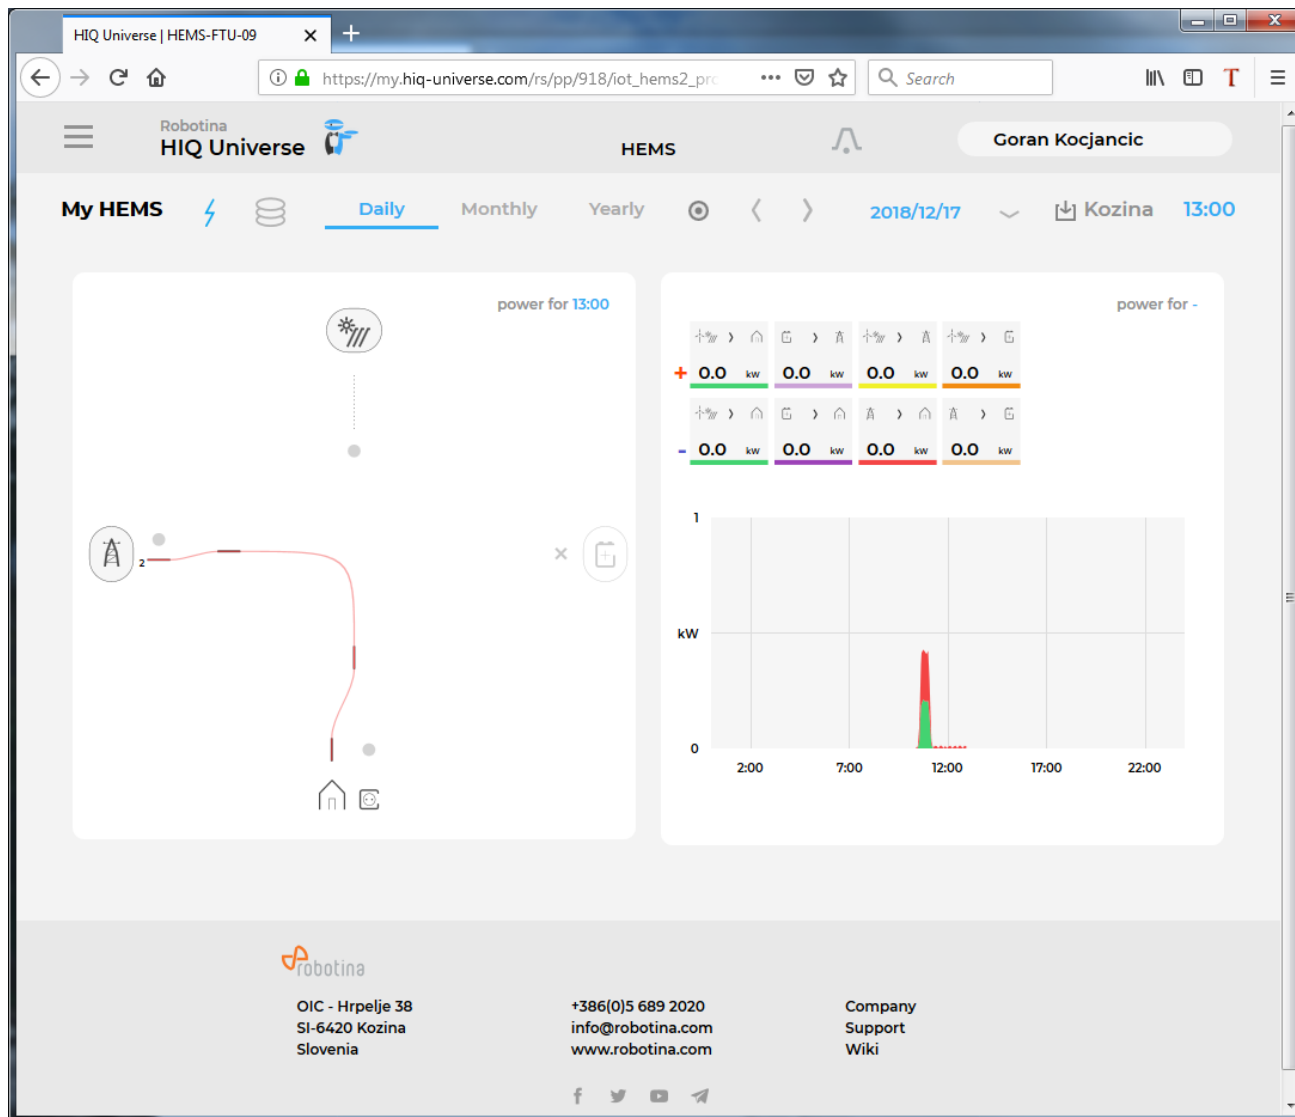 HIQ Universe | HEMS-FTU-09
https://my.hiq-universe.com/rs/pp/918/iot_hems2_pro
Search
T
Robotina
HIQ Universe
HEMS
Goran Kocjancic
My HEMS
Daily
Monthly
Yearly
2018/12/17
Kozina
13:00
power for 13:00
2
power for -
+ 0.0 kw 0.0 kw 0.0 kw 0.0 kw
- 0.0 kw 0.0 kw 0.0 kw 0.0 kw
1
kW
0
2:00 7:00 12:00 17:00 22:00
robotina
OIC - Hrpelje 38
SI-6420 Kozina
Slovenia
+386(0)5 689 2020
info@robotina.com
www.robotina.com
Company
Support
Wiki